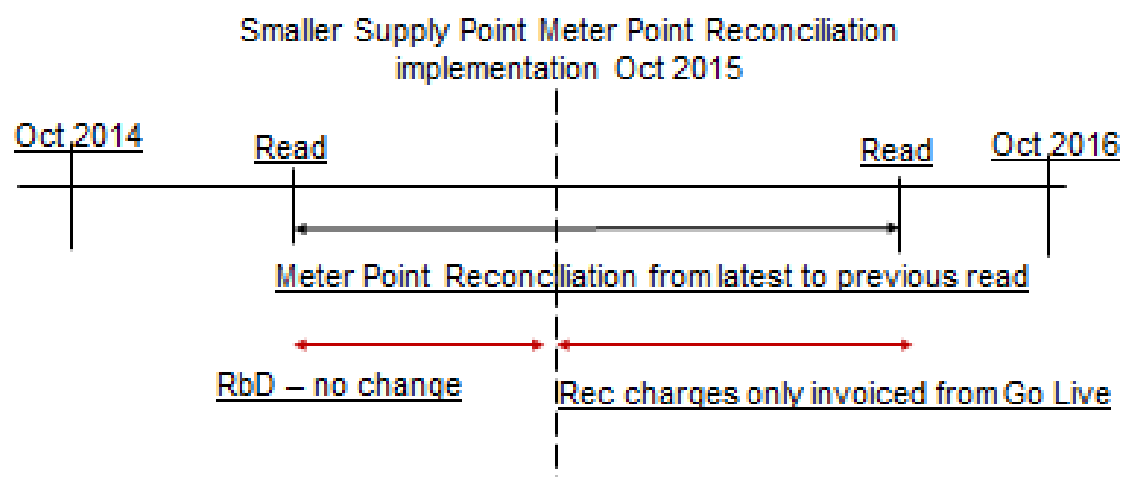 Smaller Supply Point Meter Point Reconciliation
implementation Oct 2015
Oct 2014
Read
Read
Oct 2016
Meter Point Reconciliation from latest to previous read
RbD – no change
Rec charges only invoiced from Go Live